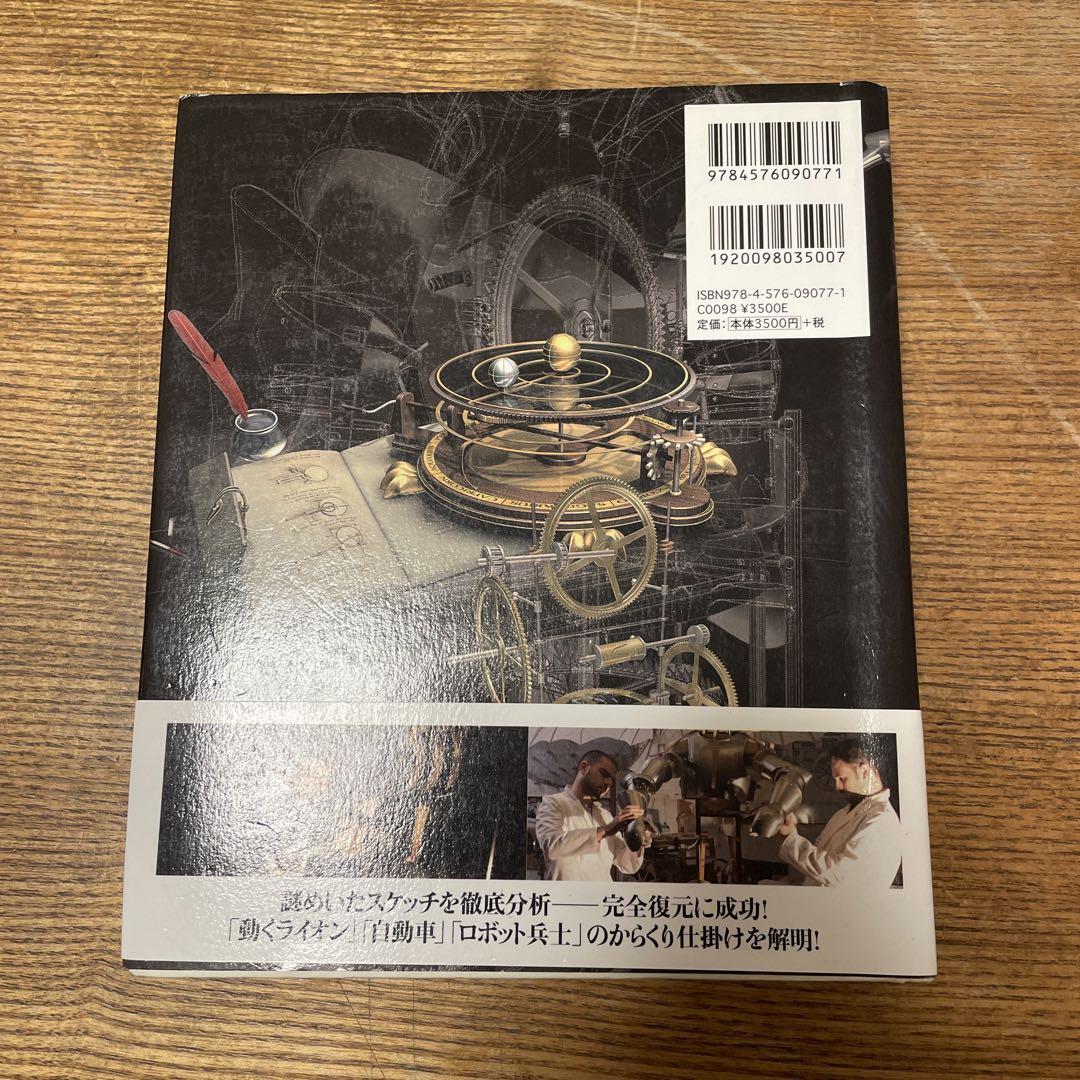 9784576090771
1920098035007
ISBN978-4-576-09077-1
C0098 ¥3500E
定価：本体3500円+税
謎めいたスケッチを徹底分析――完全復元に成功!
「動くライオン」「自動車」「ロボット兵士」のからくり仕掛けを解明!